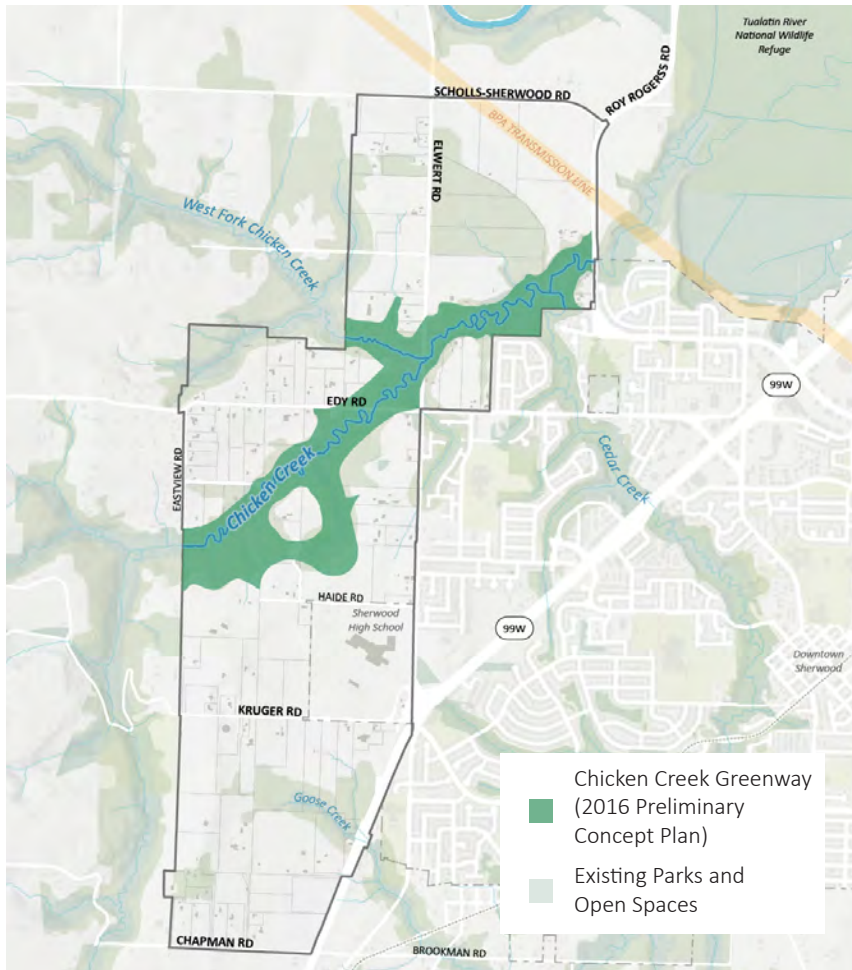 Tualatin River
National Wildlife
Refuge
SCHOLLS-SHERWOOD RD
ROY ROGERSS RD
BPA TRANSMISSION LINE
ELWERT RD
West Fork Chicken Creek
99W
EDY RD
EASTVIEW RD
Chicken Creek
Cedar Creek
HAIDE RD
Sherwood
High School
99W
Downtown
Sherwood
KRUGER RD
Goose Creek
Chicken Creek Greenway
(2016 Preliminary
Concept Plan)
Existing Parks and
Open Spaces
CHAPMAN RD
BROOKMAN RD